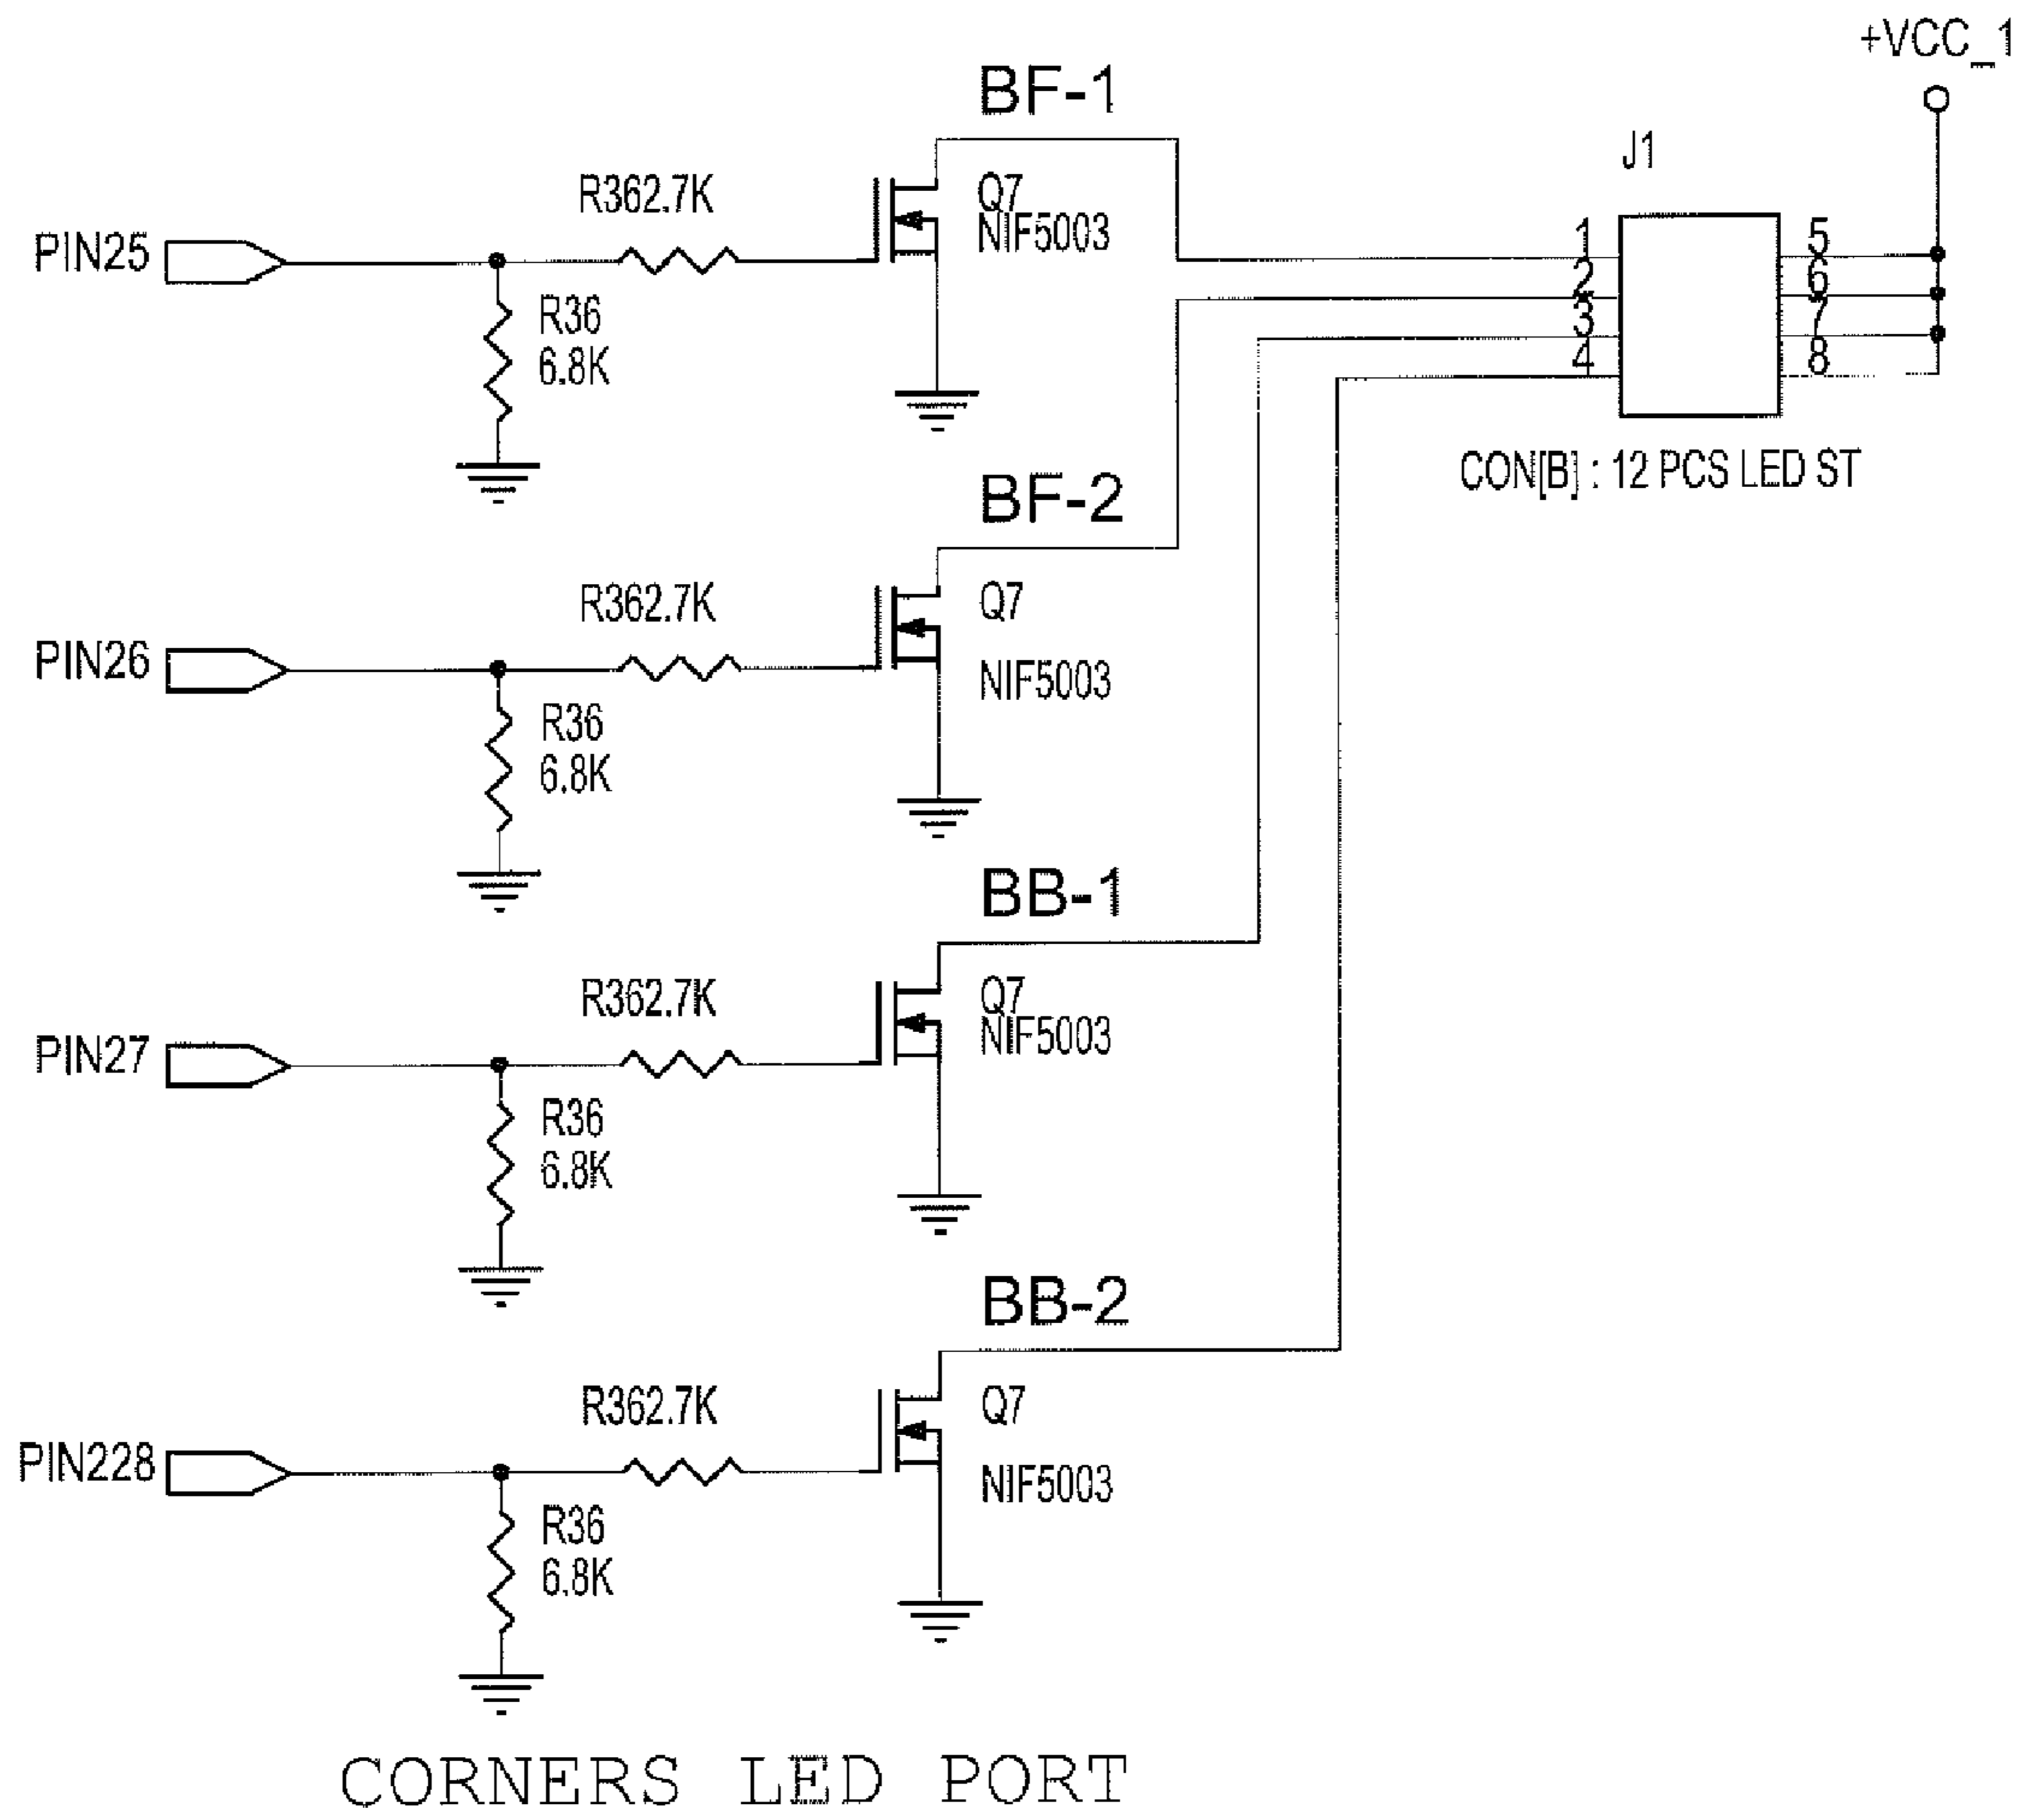 +VCC_1
BF-1
J1
R362.7K
Q7
NIF5003
PIN25
1
2
3
4
5
6
7
8
R36
6.8K
CON[B] : 12 PCS LED ST
BF-2
R362.7K
Q7
NIF5003
PIN26
R36
6.8K
BB-1
R362.7K
Q7
NIF5003
PIN27
R36
6.8K
BB-2
R362.7K
Q7
NIF5003
PIN228
R36
6.8K
CORNERS LED PORT